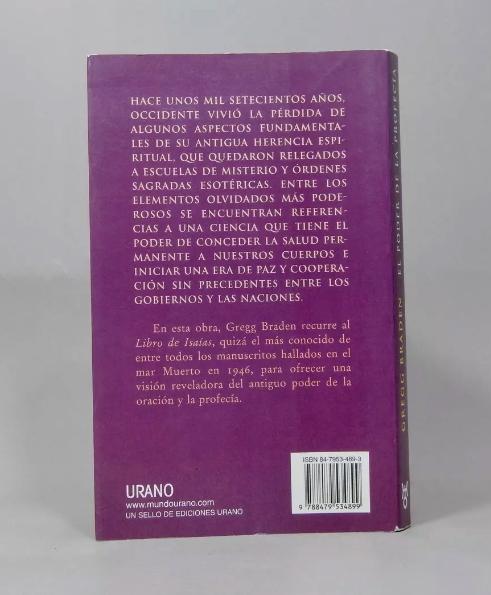 HACE UNOS MIL SETECIENTOS AÑOS,
OCCIDENTE VIVIÓ LA PÉRDIDA DE
ALGUNOS ASPECTOS FUNDAMENTA-
LES DE SU ANTIGUA HERENCIA ESPI-
RITUAL, QUE QUEDARON RELEGADOS
A ESCUELAS DE MISTERIO Y ÓRDENES
SAGRADAS ESOTÉRICAS. ENTRE LOS
ELEMENTOS OLVIDADOS MÁS PODE-
ROSOS SE ENCUENTRAN REFEREN-
CIAS A UNA CIENCIA QUE TIENE EL
PODER DE CONCEDER LA SALUD PER-
MANENTE A NUESTROS CUERPOS E
INICIAR UNA ERA DE PAZ Y COOPERA-
CIÓN SIN PRECEDENTES ENTRE LOS
GOBIERNOS Y LAS NACIONES.
En esta obra, Gregg Braden recurre al
Libro de Isaías, quizá el más conocido de
entre todos los manuscritos hallados en el
mar Muerto en 1946, para ofrecer una
visión reveladora del antiguo poder de la
oración y la profecía.
URANO
www.mundourano.com
UN SELLO DE EDICIONES URANO
ISBN 84-7953-489-3
9 788479 534899
GREGG BRADEN EL PODER DE LA PROFECÍA